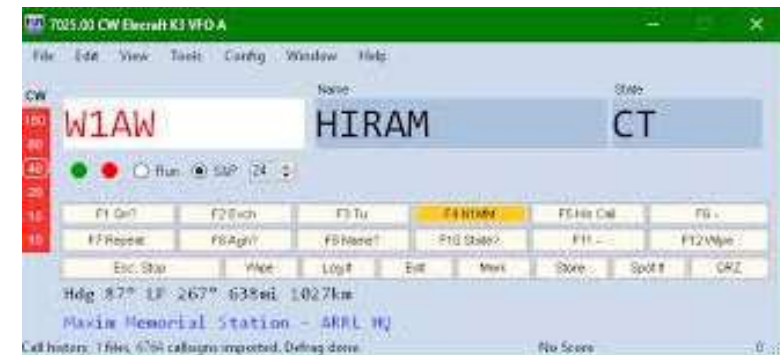 7025.00 CW Elecraft K3 VFO A
File Edit View Tools Config Window Help
CW Name State
160 W1AW HIRAM CT
80
40 Run S&P 24
20
15 F1 Qrl? F2 Exch F3 Tu F4 N1MM F5 His Call F6 -
10 F7 Repeat F8 Agn? F9 Name? F10 State? F11 - F12 Wipe
Esc: Stop Wipe Log It Edit Mark Store Spot It QRZ
Hdg 87° LP 267° 638mi 1027km
Maxim Memorial Station - ARRL HQ
Call history: 1 files, 6764 callsigns imported. Defrag done. No Score 0